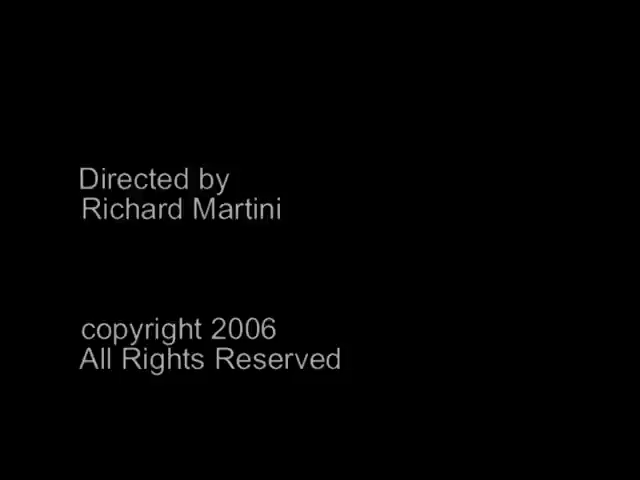 Directed by
Richard Martini
copyright 2006
All Rights Reserved